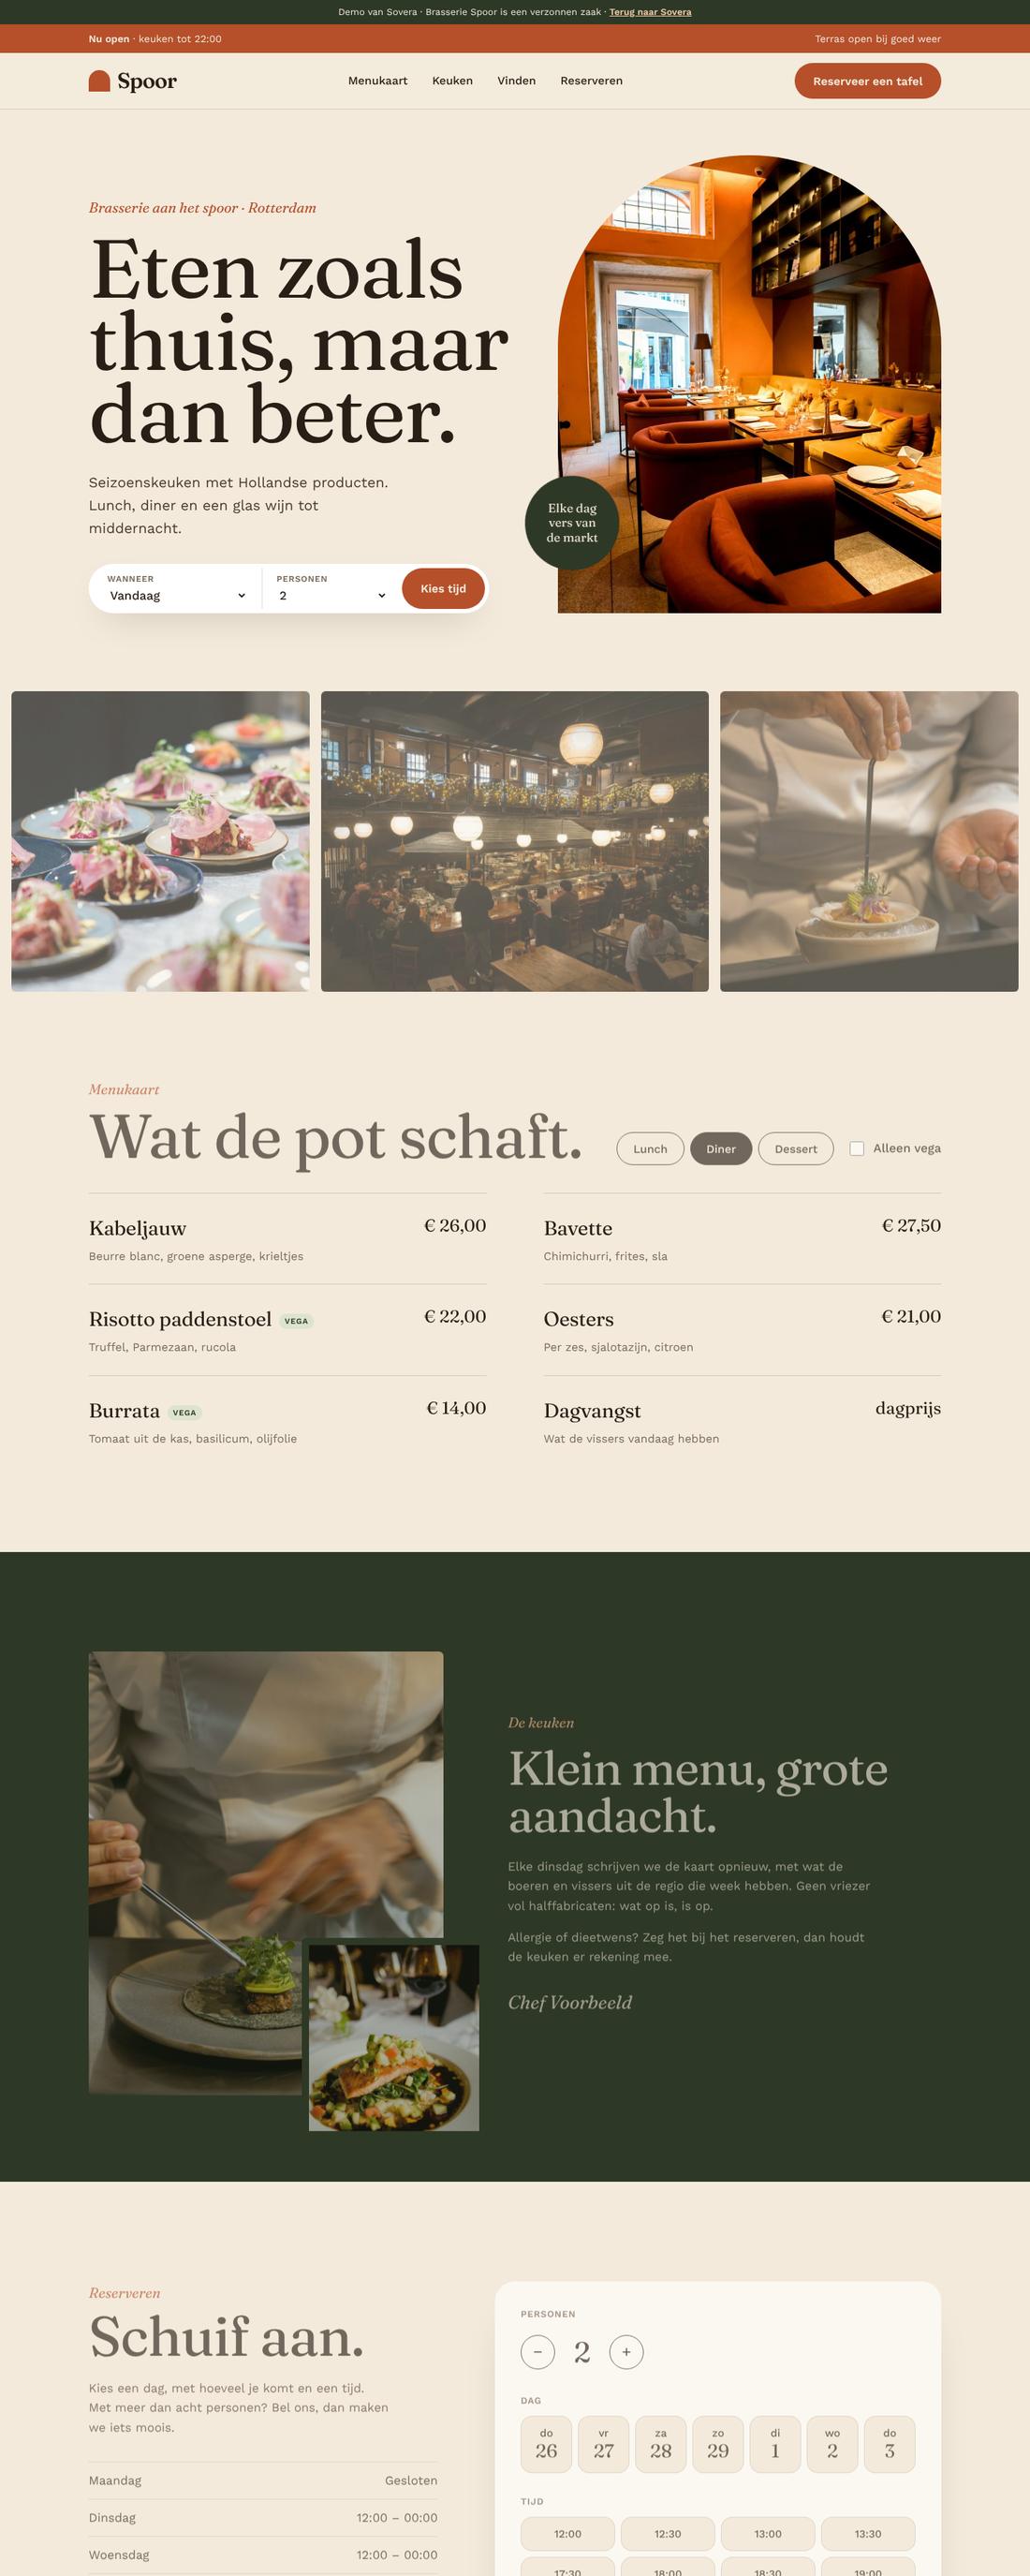 Demo van Sovera · Brasserie Spoor is een verzonnen zaak · Terug naar Sovera
Nu open · keuken tot 22:00
Terras open bij goed weer
Spoor
Menukaart
Keuken
Vinden
Reserveren
Reserveer een tafel
Brasserie aan het spoor · Rotterdam
Eten zoals
thuis, maar
dan beter.
Seizoenskeuken met Hollandse producten.
Lunch, diner en een glas wijn tot
middernacht.
WANNEER
Vandaag
PERSONEN
2
Kies tijd
Elke dag
vers van
de markt
Menukaart
Wat de pot schaft.
Lunch
Diner
Dessert
Alleen vega
Kabeljauw
€ 26,00
Beurre blanc, groene asperge, krieltjes
Bavette
€ 27,50
Chimichurri, frites, sla
Risotto paddenstoel VEGA
€ 22,00
Truffel, Parmezaan, rucola
Oesters
€ 21,00
Per zes, sjalotazijn, citroen
Burrata VEGA
€ 14,00
Tomaat uit de kas, basilicum, olijfolie
Dagvangst
dagprijs
Wat de vissers vandaag hebben
De keuken
Klein menu, grote
aandacht.
Elke dinsdag schrijven we de kaart opnieuw, met wat de
boeren en vissers uit de regio die week hebben. Geen vriezer
vol halffabricaten: wat op is, is op.
Allergie of dieetwens? Zeg het bij het reserveren, dan houdt
de keuken er rekening mee.
Chef Voorbeeld
Reserveren
Schuif aan.
Kies een dag, met hoeveel je komt en een tijd.
Met meer dan acht personen? Bel ons, dan maken
we iets moois.
Maandag
Gesloten
Dinsdag
12:00 – 00:00
Woensdag
12:00 – 00:00
PERSONEN
− 2 +
DAG
do vr za zo di wo do
26 27 28 29 1 2 3
TIJD
12:00 12:30 13:00 13:30
17:30 18:00 18:30 19:00